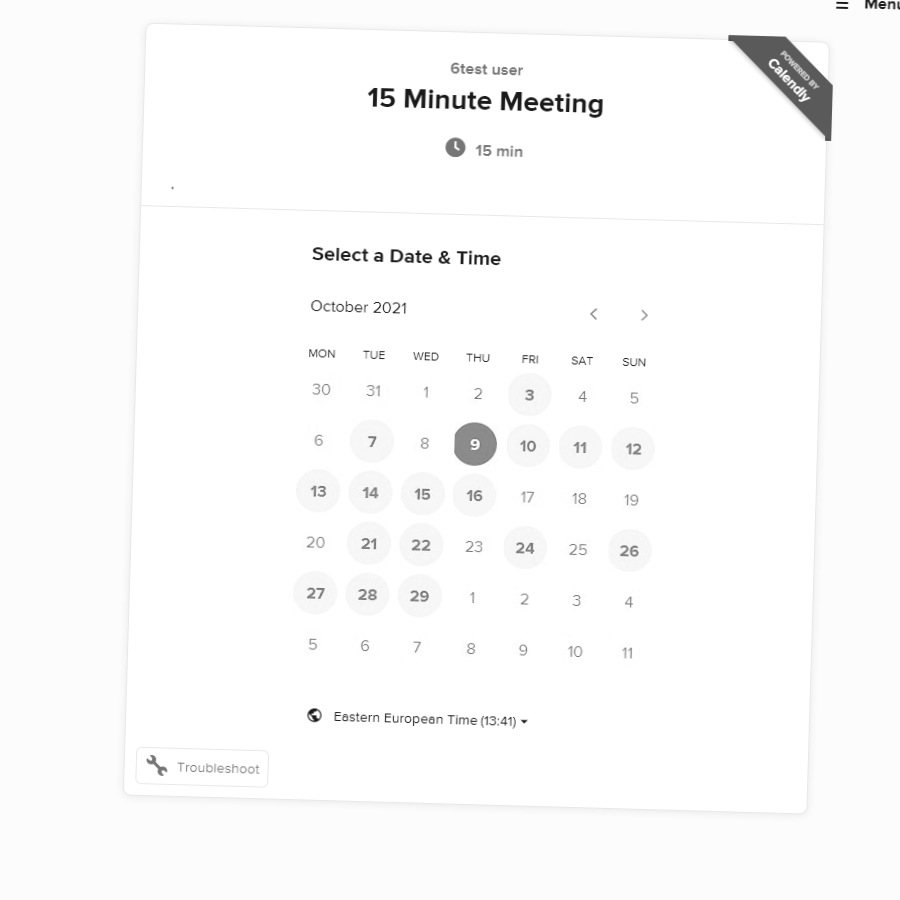 Menu
POWERED BY
Calendly
6test user
15 Minute Meeting
15 min
Select a Date & Time
October 2021
MON TUE WED THU FRI SAT SUN
30 31 1 2 3 4 5
6 7 8 9 10 11 12
13 14 15 16 17 18 19
20 21 22 23 24 25 26
27 28 29 1 2 3 4
5 6 7 8 9 10 11
Eastern European Time (13:41)
Troubleshoot